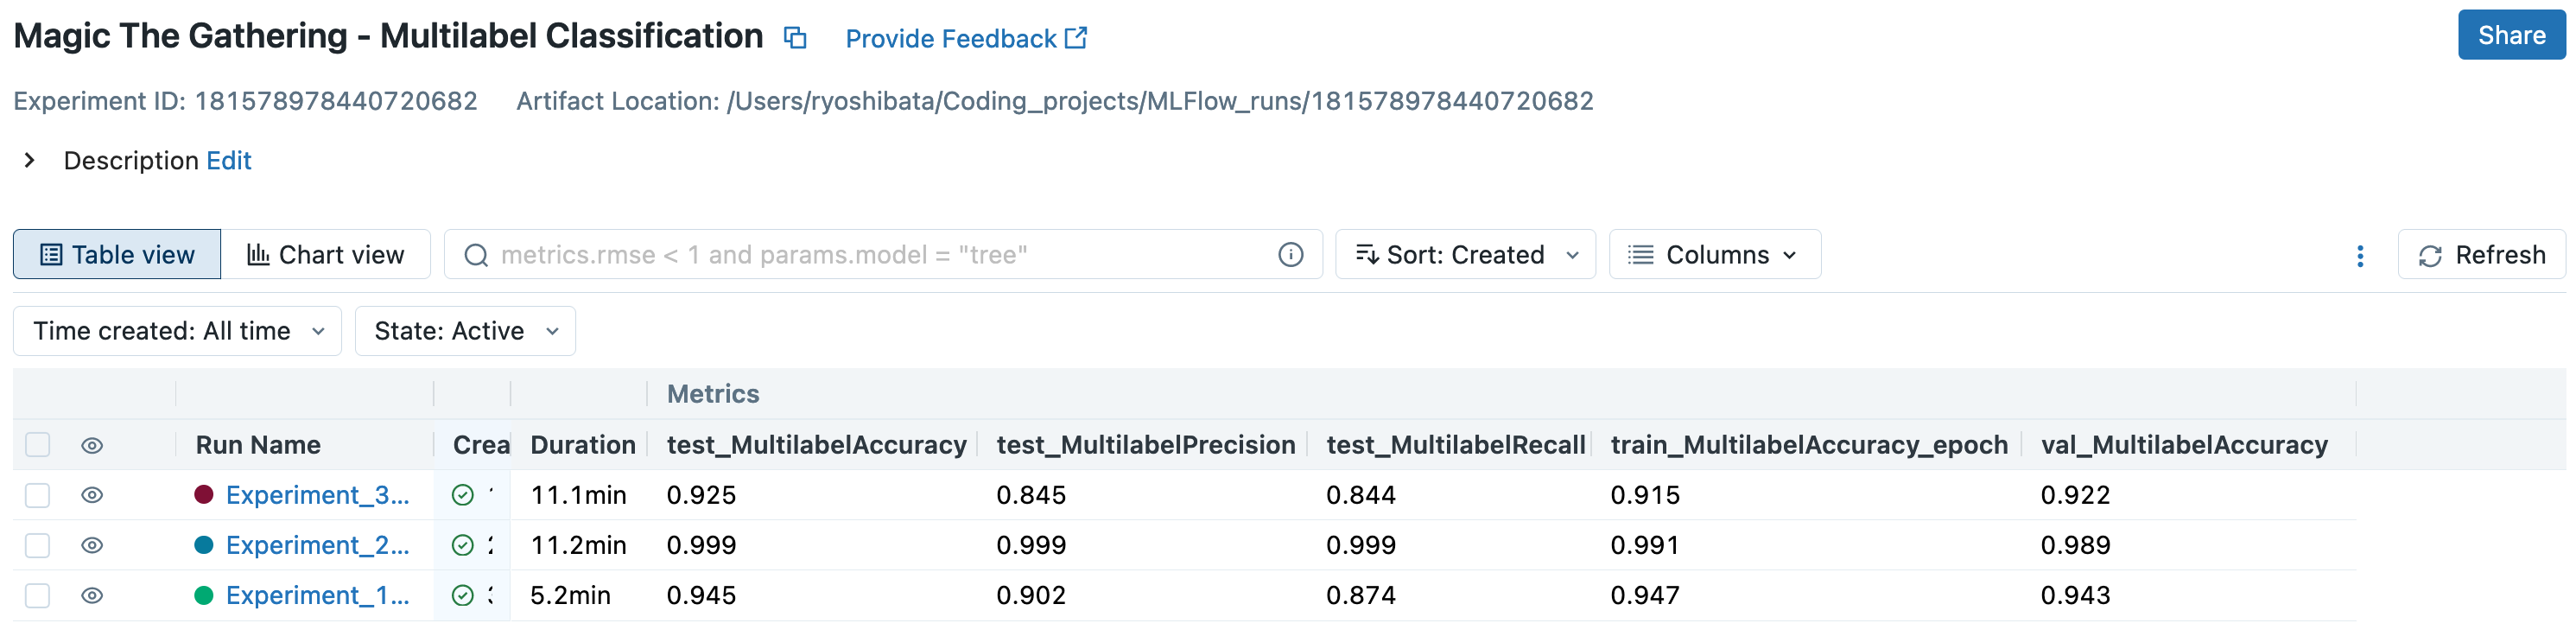 Magic The Gathering - Multilabel Classification Provide Feedback Share
Experiment ID: 181578978440720682 Artifact Location: /Users/ryoshibata/Coding_projects/MLFlow_runs/181578978440720682
Description Edit
Table view Chart view metrics.rmse < 1 and params.model = "tree" Sort: Created Columns Refresh
Time created: All time State: Active
Metrics
Run Name Crea Duration test_MultilabelAccuracy test_MultilabelPrecision test_MultilabelRecall train_MultilabelAccuracy_epoch val_MultilabelAccuracy
Experiment_3... 11.1min 0.925 0.845 0.844 0.915 0.922
Experiment_2... 11.2min 0.999 0.999 0.999 0.991 0.989
Experiment_1... 5.2min 0.945 0.902 0.874 0.947 0.943